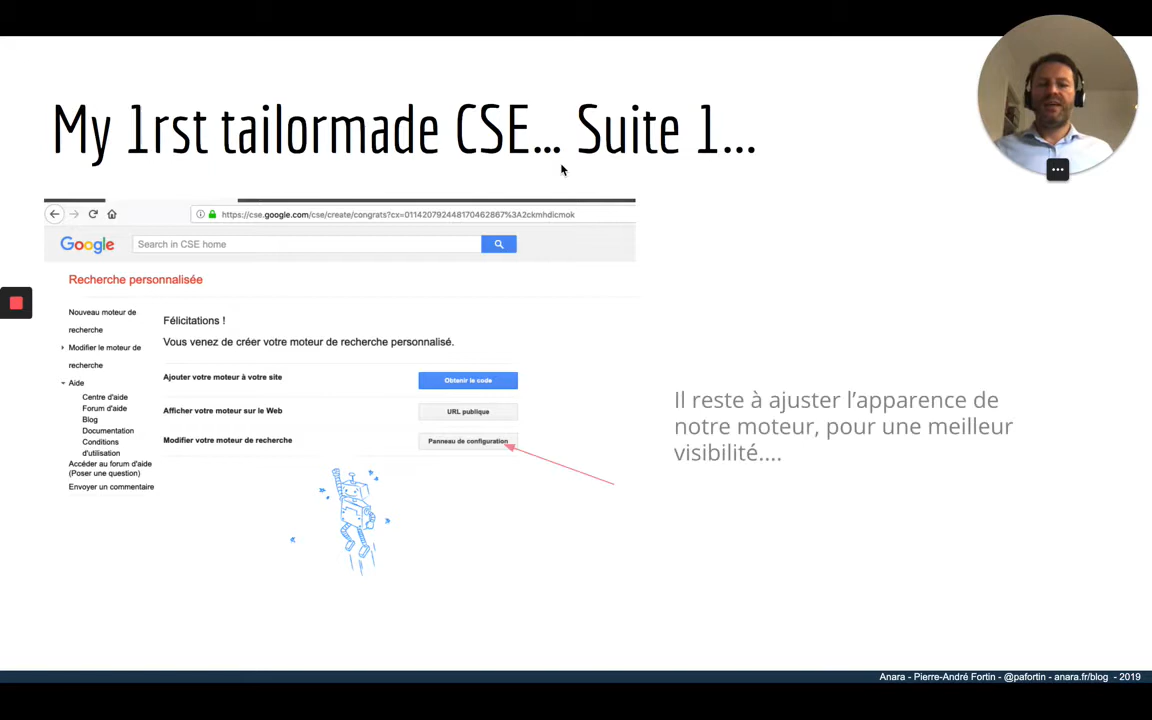 My 1rst tailormade CSE... Suite 1...
https://cse.google.com/cse/create/congrats?cx=011420792448170462867%3A2ckmhdicmok
Google
Search in CSE home
Recherche personnalisée
Nouveau moteur de
recherche
Modifier le moteur de
recherche
Aide
Centre d'aide
Forum d'aide
Blog
Documentation
Conditions
d'utilisation
Accéder au forum d'aide
(Poser une question)
Envoyer un commentaire
Félicitations !
Vous venez de créer votre moteur de recherche personnalisé.
Ajouter votre moteur à votre site
Obtenir le code
Afficher votre moteur sur le Web
URL publique
Modifier votre moteur de recherche
Panneau de configuration
Il reste à ajuster l’apparence de
notre moteur, pour une meilleur
visibilité....
Anara - Pierre-André Fortin - @pafortin - anara.fr/blog - 2019